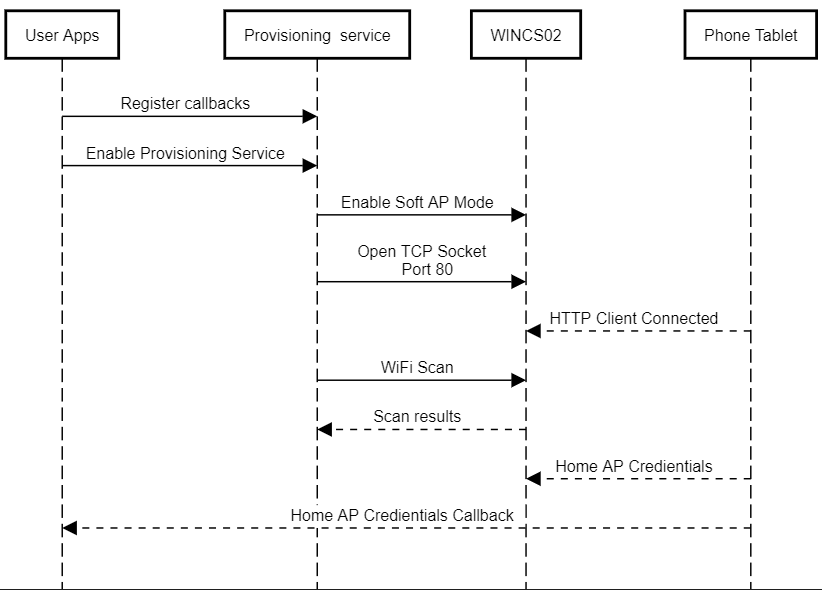 User Apps
Provisioning  service
WINCS02
Phone Tablet
Register callbacks
Enable Provisioning Service
Enable Soft AP Mode
Open TCP Socket
Port 80
HTTP Client Connected
WiFi Scan
Scan results
Home AP Credientials
Home AP Credientials Callback